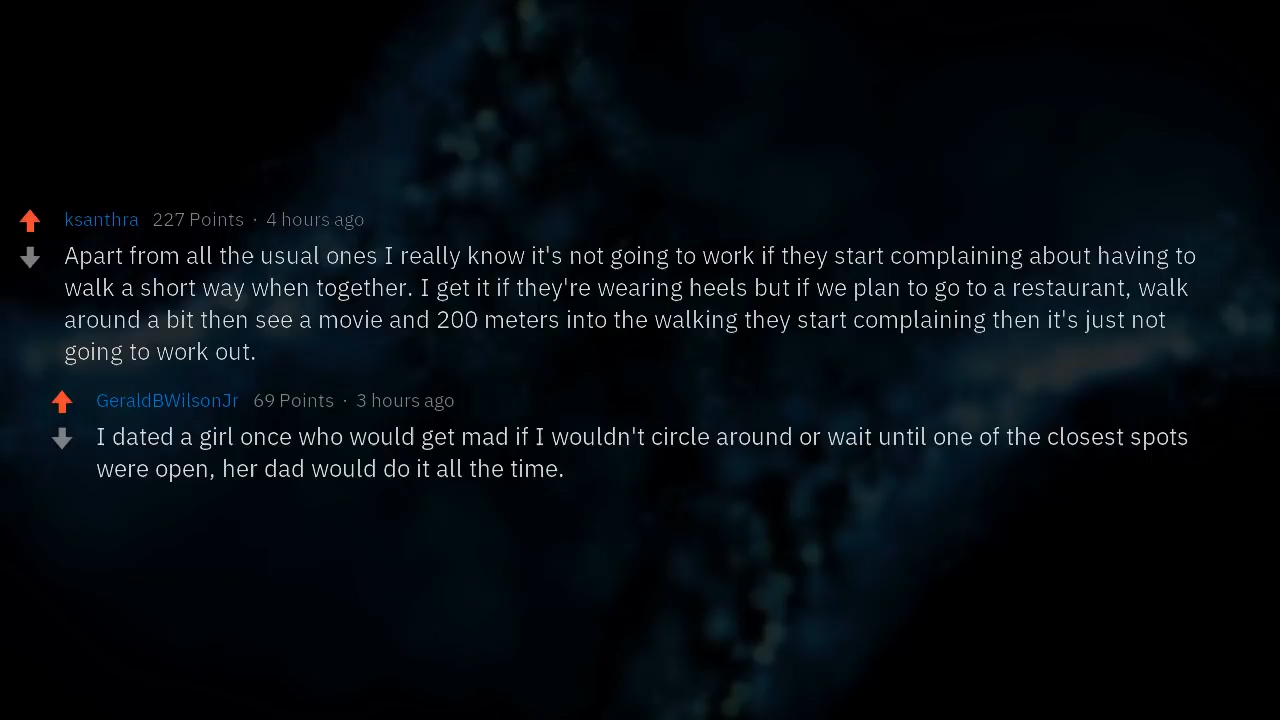 ksanthra 227 Points · 4 hours ago
Apart from all the usual ones I really know it's not going to work if they start complaining about having to
walk a short way when together. I get it if they're wearing heels but if we plan to go to a restaurant, walk
around a bit then see a movie and 200 meters into the walking they start complaining then it's just not
going to work out.
GeraldBWilsonJr 69 Points · 3 hours ago
I dated a girl once who would get mad if I wouldn't circle around or wait until one of the closest spots
were open, her dad would do it all the time.